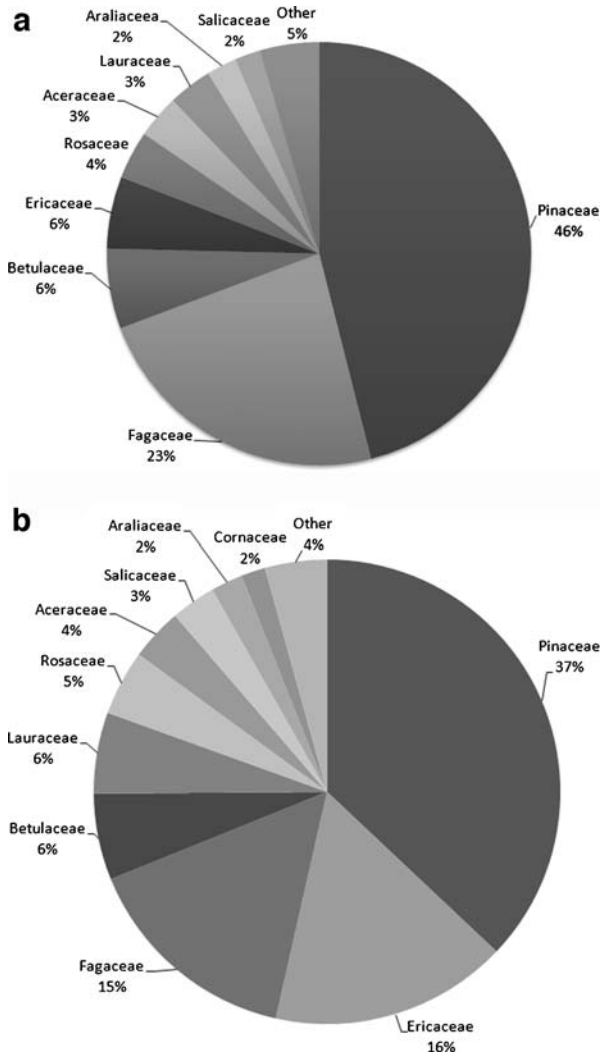 a
Other
5%
Salicaceae
2%
Araliaceea
2%
Lauraceae
3%
Aceraceae
3%
Rosaceae
4%
Ericaceae
6%
Betulaceae
6%
Fagaceae
23%
Pinaceae
46%
b
Other
4%
Cornaceae
2%
Araliaceae
2%
Salicaceae
3%
Aceraceae
4%
Rosaceae
5%
Lauraceae
6%
Betulaceae
6%
Fagaceae
15%
Ericaceae
16%
Pinaceae
37%